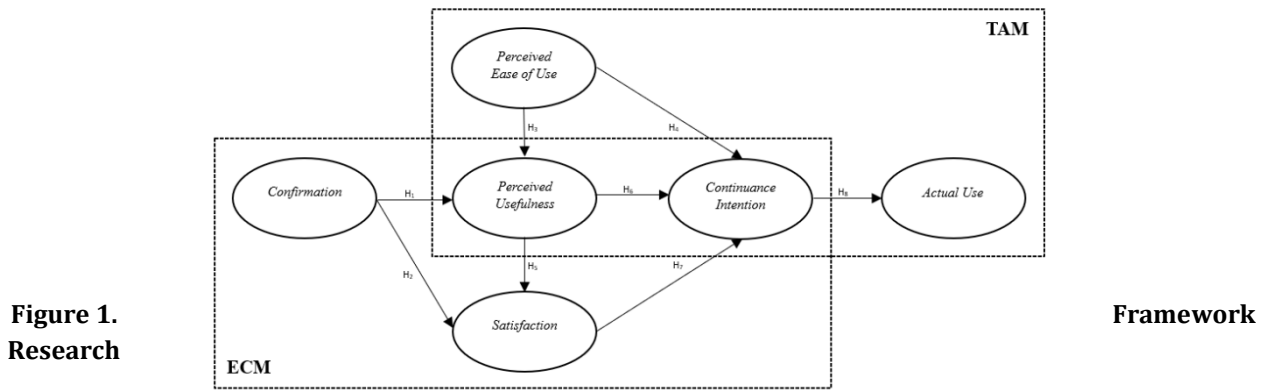 TAM
Perceived
Ease of Use
H₃
H₄
Confirmation
H₁
Perceived
Usefulness
H₆
Continuance
Intention
H₈
Actual Use
H₂
H₅
H₇
Satisfaction
ECM
Figure 1. Framework
Research